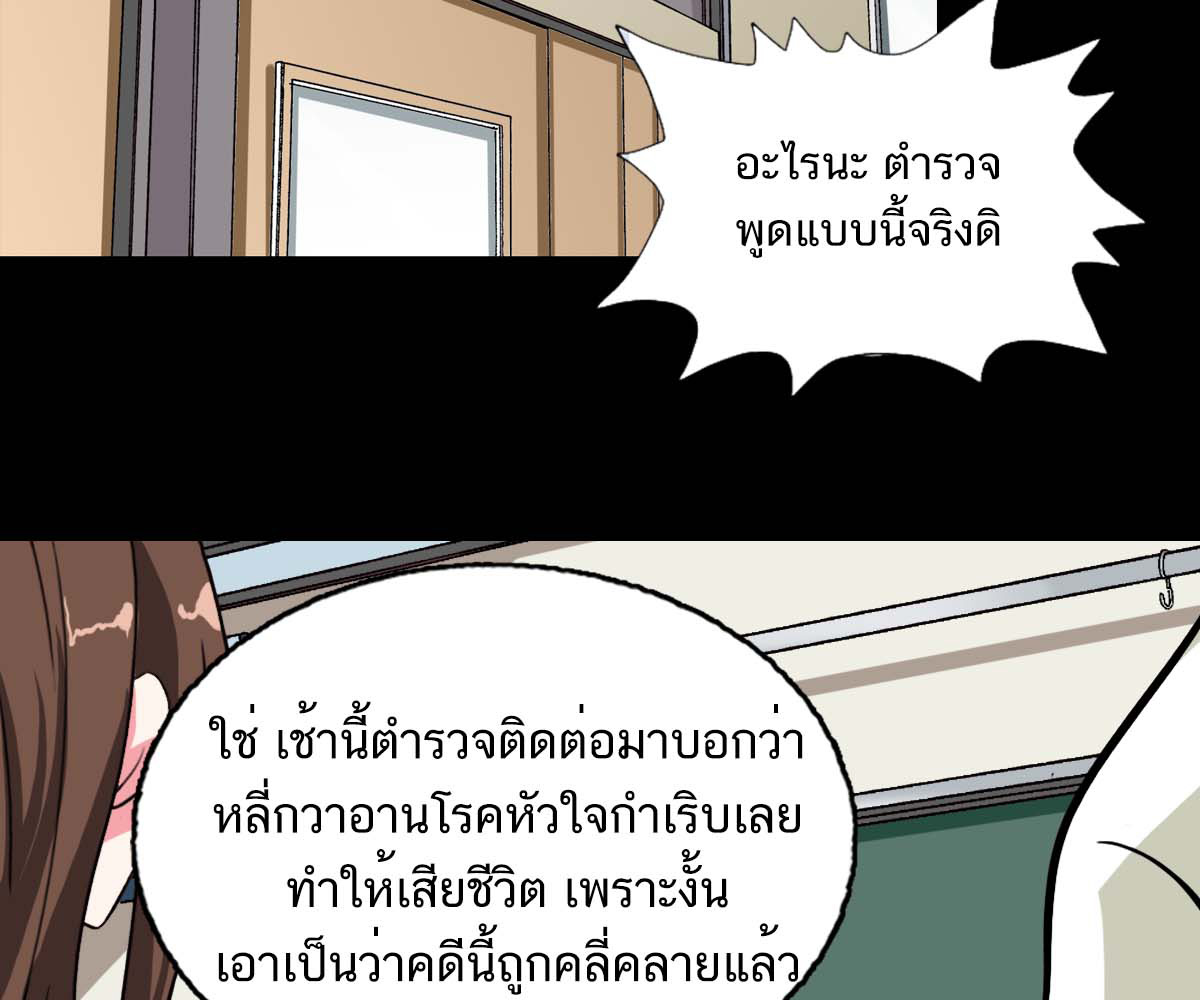 อะไรนะ ตำรวจ
พูดแบบนี้จริงดิ
ใช่ เช้านี้ตำรวจติดต่อมาบอกว่า
หลี่กวาอานโรคหัวใจกำเริบเลย
ทำให้เสียชีวิต เพราะงั้น
เอาเป็นว่าคดีนี้ถูกคลี่คลายแล้ว